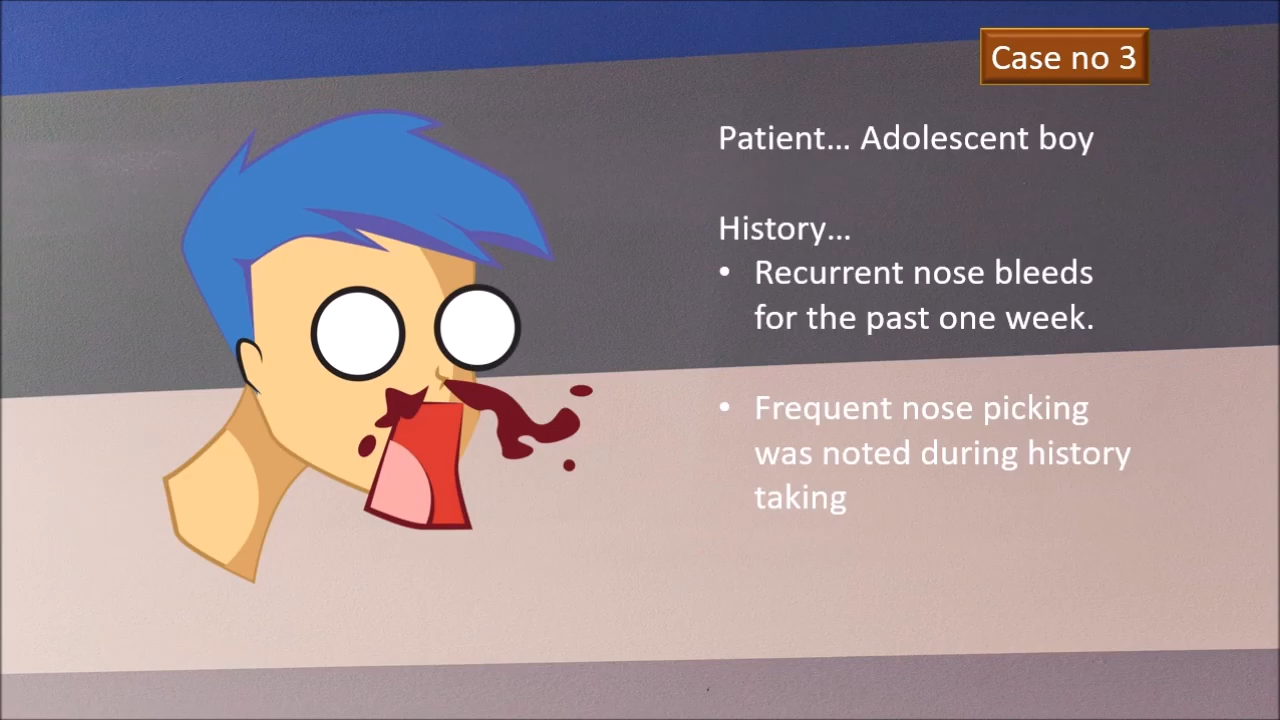 Case no 3
Patient... Adolescent boy
History...
• Recurrent nose bleeds
for the past one week.
• Frequent nose picking
was noted during history
taking